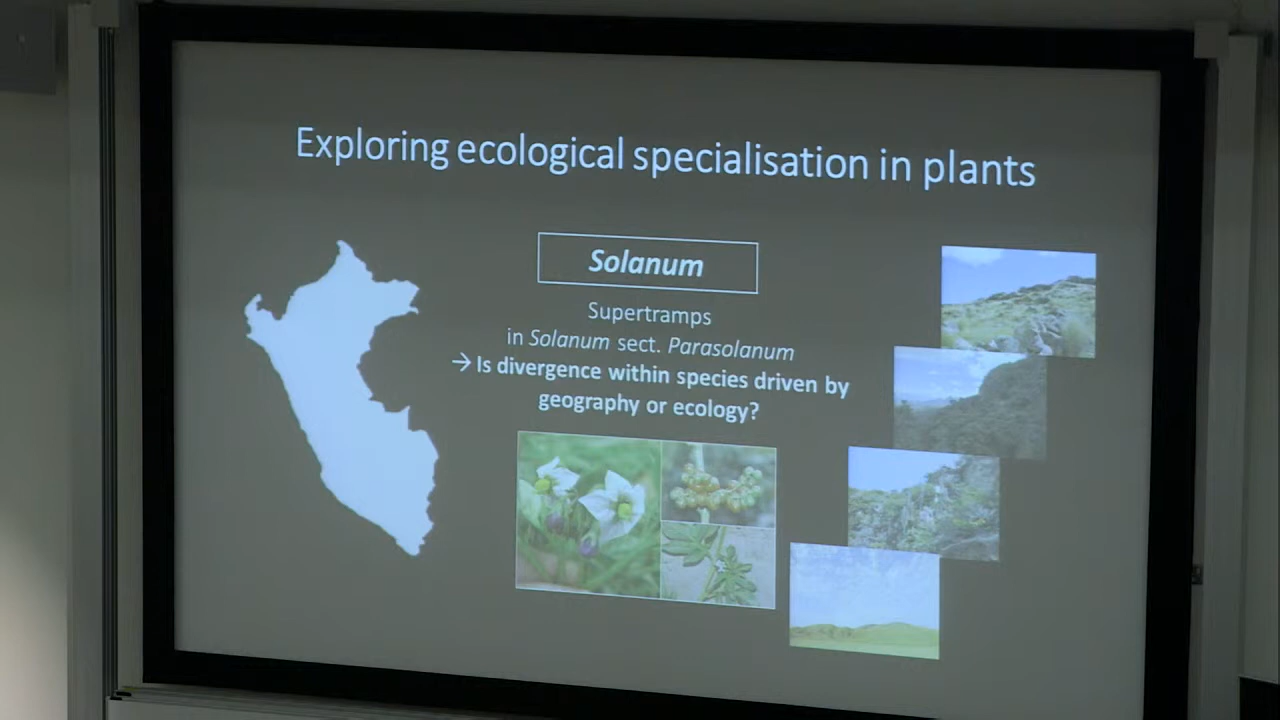 Exploring ecological specialisation in plants
Solanum
Supertramps
in Solanum sect. Parasolanum
→ Is divergence within species driven by
geography or ecology?